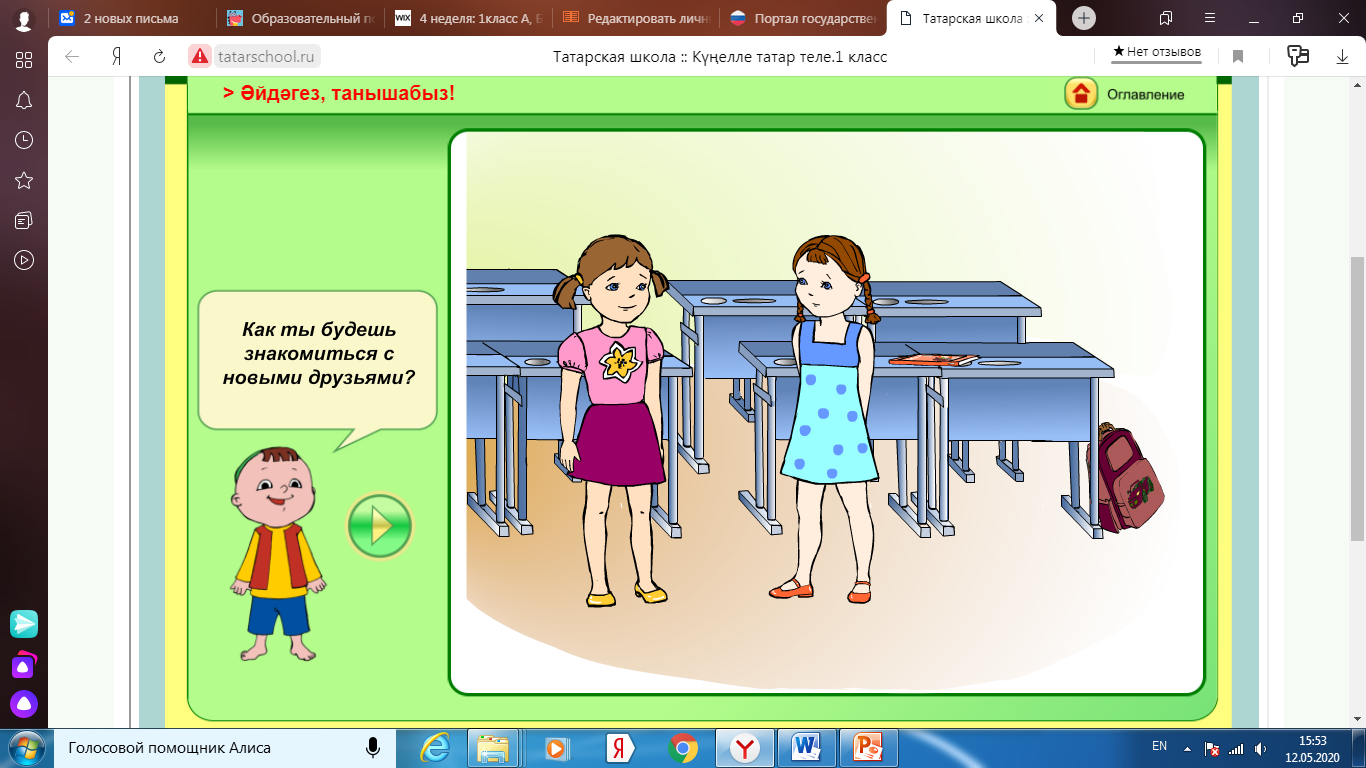 2 новых письма
Образовательный по
4 неделя: 1класс А, Б
Редактировать личн
Портал государствен
Татарская школа :
tatarschool.ru
Татарская школа :: Күңелле татар теле.1 класс
★ Нет отзывов
> Әйдәгез, танышабыз!
Оглавление
Как ты будешь
знакомиться с
новыми друзьями?
Голосовой помощник Алиса
EN
15:53
12.05.2020